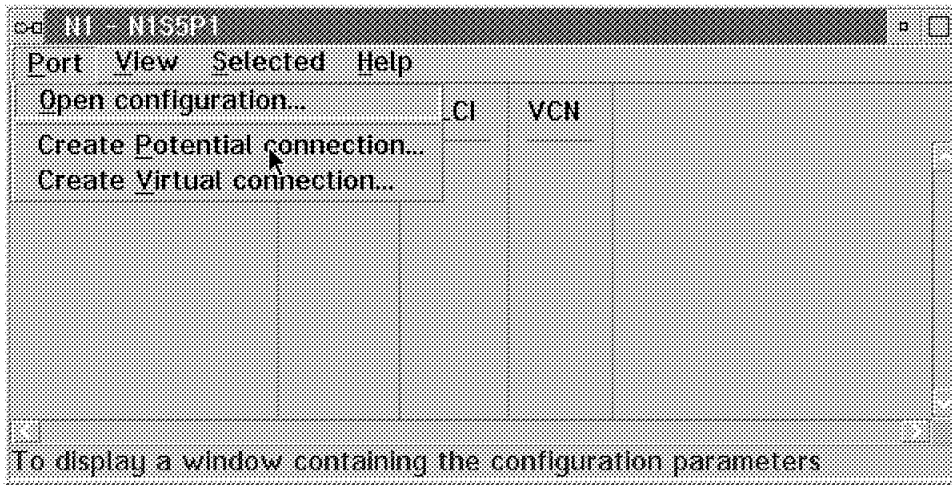 N1 - N1S5P1
Port View Selected Help
Open configuration...
LCI VCN
Create Potential connection...
Create Virtual connection...
To display a window containing the configuration parameters